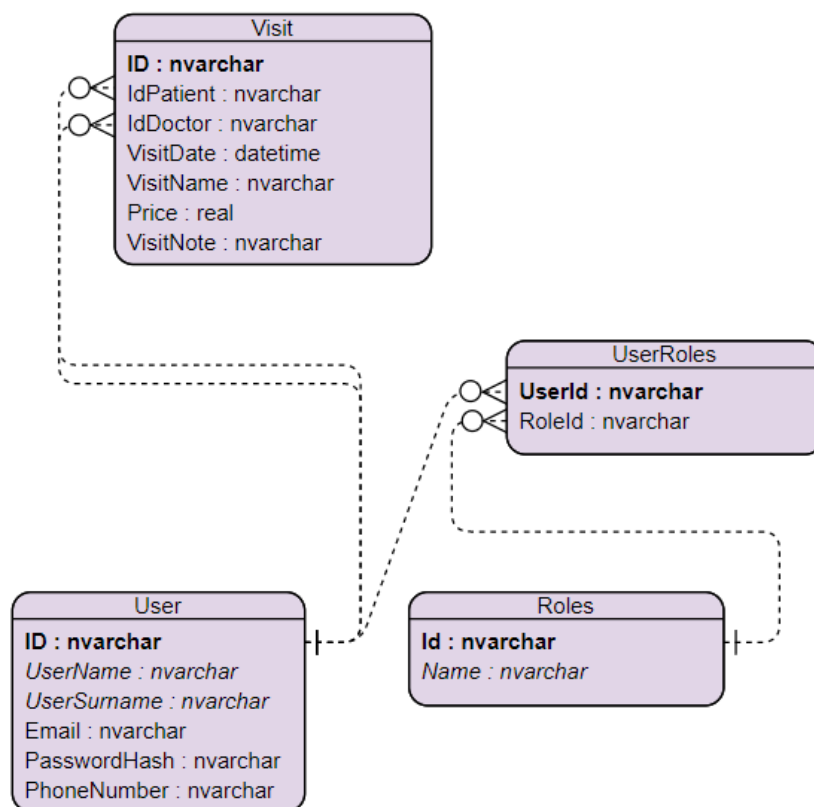 Visit
ID : nvarchar
IdPatient : nvarchar
IdDoctor : nvarchar
VisitDate : datetime
VisitName : nvarchar
Price : real
VisitNote : nvarchar
UserRoles
UserId : nvarchar
RoleId : nvarchar
User
ID : nvarchar
UserName : nvarchar
UserSurname : nvarchar
Email : nvarchar
PasswordHash : nvarchar
PhoneNumber : nvarchar
Roles
Id : nvarchar
Name : nvarchar